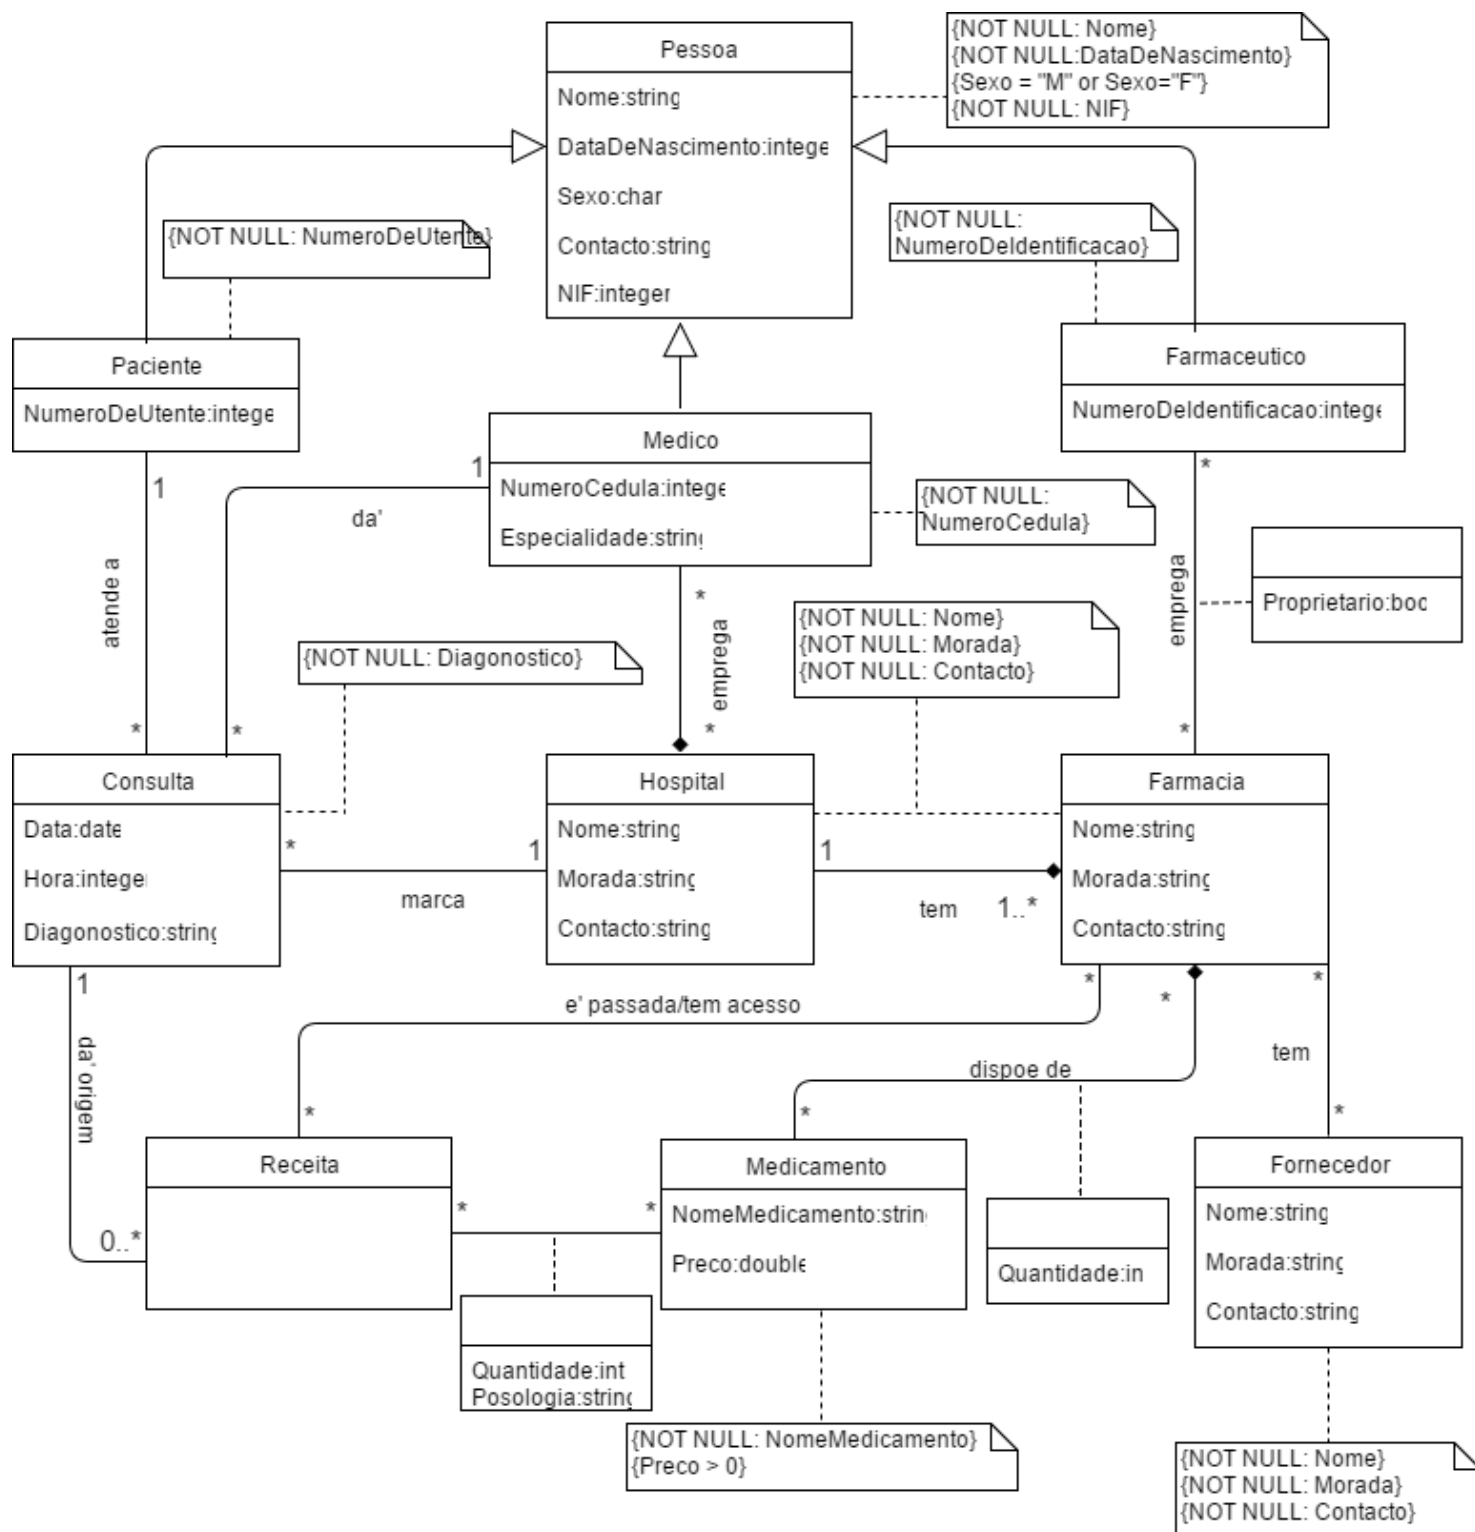 Pessoa
Nome:string
DataDeNascimento:intege
Sexo:char
Contacto:string
NIF:integer
{NOT NULL: Nome}
{NOT NULL:DataDeNascimento}
{Sexo = "M" or Sexo="F"}
{NOT NULL: NIF}
{NOT NULL: NumeroDeUtente}
{NOT NULL:
NumeroDeIdentificacao}
Paciente
NumeroDeUtente:intege
Farmaceutico
NumeroDeIdentificacao:intege
Medico
NumeroCedula:intege
Especialidade:string
{NOT NULL:
NumeroCedula}
1
1
da'
*
atende a
*
*
*
emprega
*
*
emprega
*
Proprietario:boo
{NOT NULL: Diagonostico}
{NOT NULL: Nome}
{NOT NULL: Morada}
{NOT NULL: Contacto}
Consulta
Data:date
Hora:integer
Diagonostico:string
Hospital
Nome:string
Morada:string
Contacto:string
Farmacia
Nome:string
Morada:string
Contacto:string
*
1
marca
1
tem
1..*
1
da' origem
0..*
e' passada/tem acesso
*
*
dispoe de
*
*
*
tem
*
Receita
Medicamento
NomeMedicamento:string
Preco:double
Fornecedor
Nome:string
Morada:string
Contacto:string
*
*
Quantidade:int
Posologia:string
Quantidade:in
{NOT NULL: NomeMedicamento}
{Preco > 0}
{NOT NULL: Nome}
{NOT NULL: Morada}
{NOT NULL: Contacto}